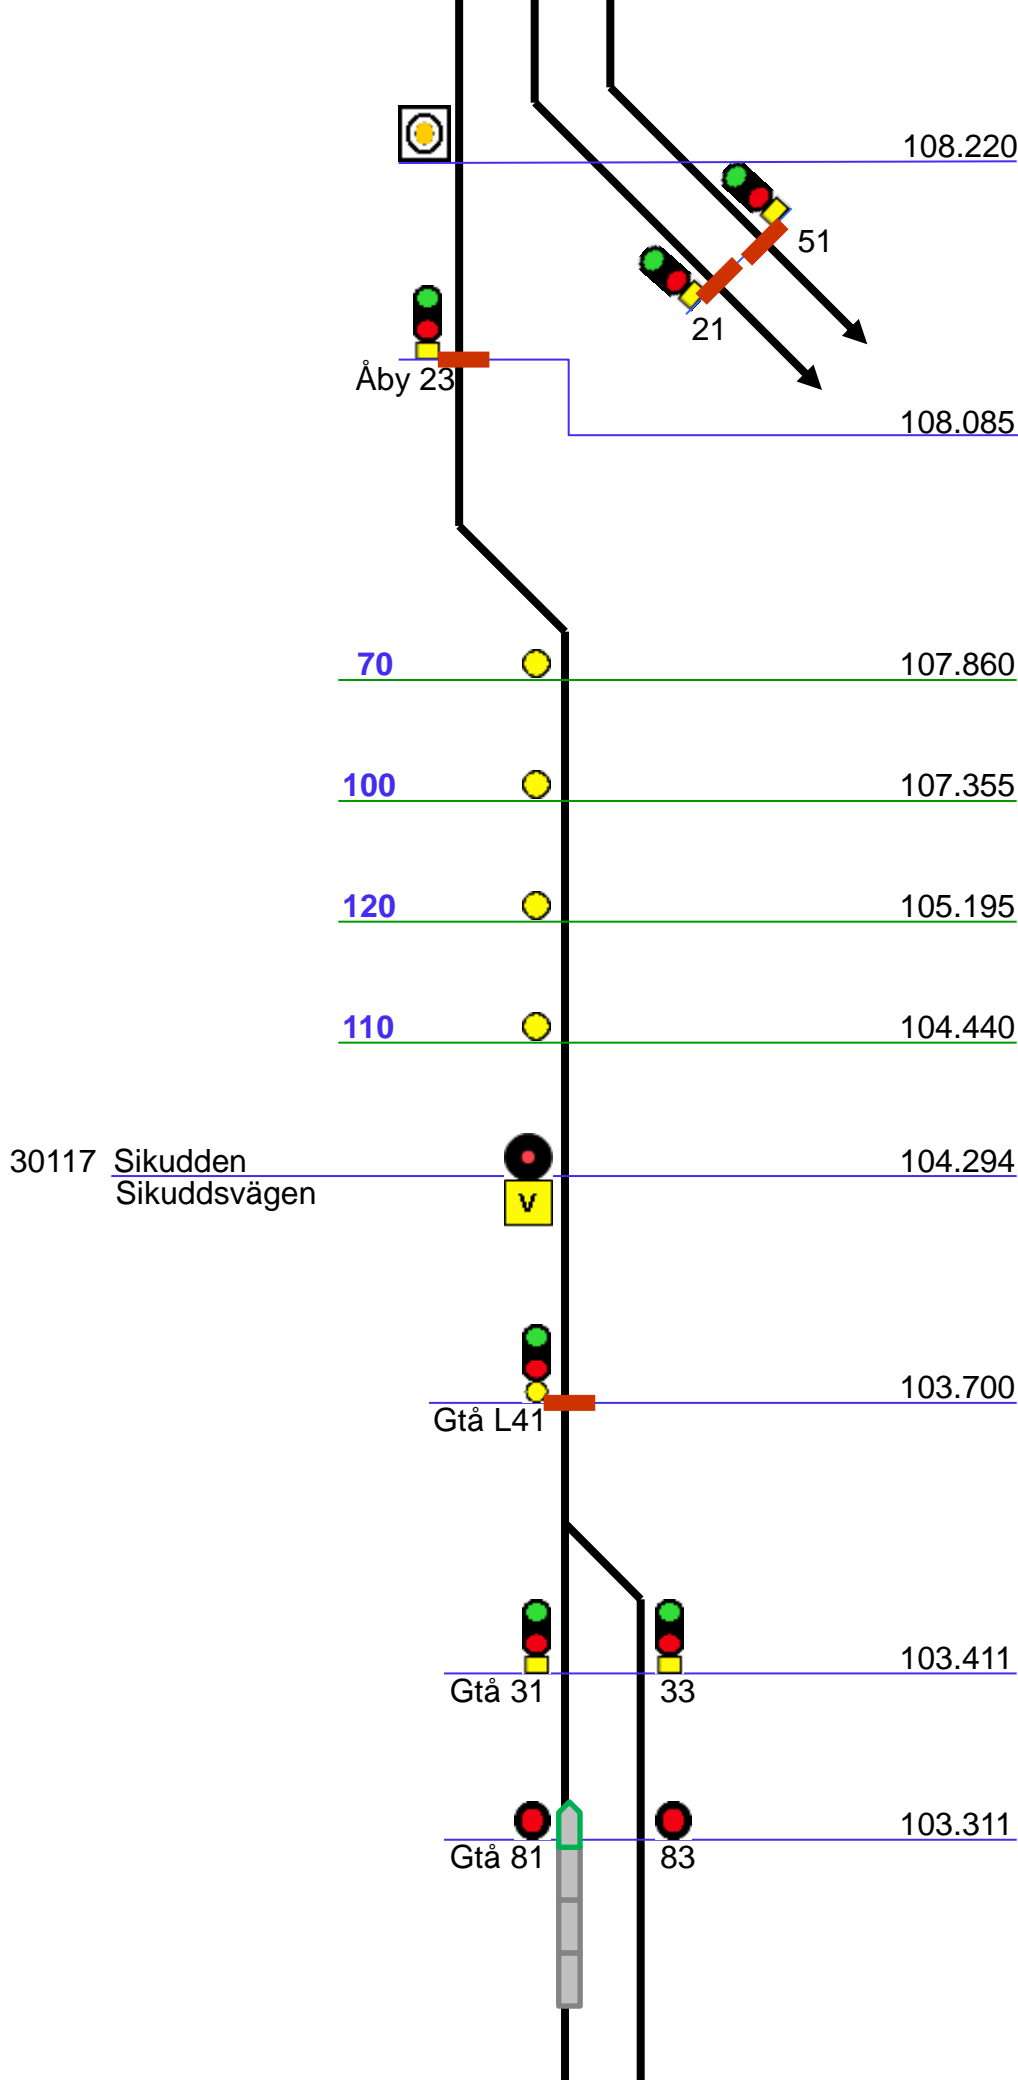 108.220
51
21
Åby 23
108.085
70 107.860
100 107.355
120 105.195
110 104.440
30117 Sikudden 104.294
Sikuddsvägen
V
103.700
Gtå L41
103.411
Gtå 31 33
103.311
Gtå 81 83